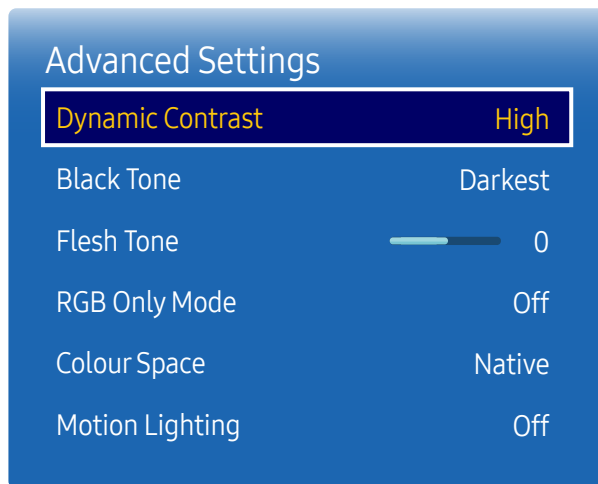 Advanced Settings
Dynamic Contrast High
Black Tone Darkest
Flesh Tone 0
RGB Only Mode Off
Colour Space Native
Motion Lighting Off